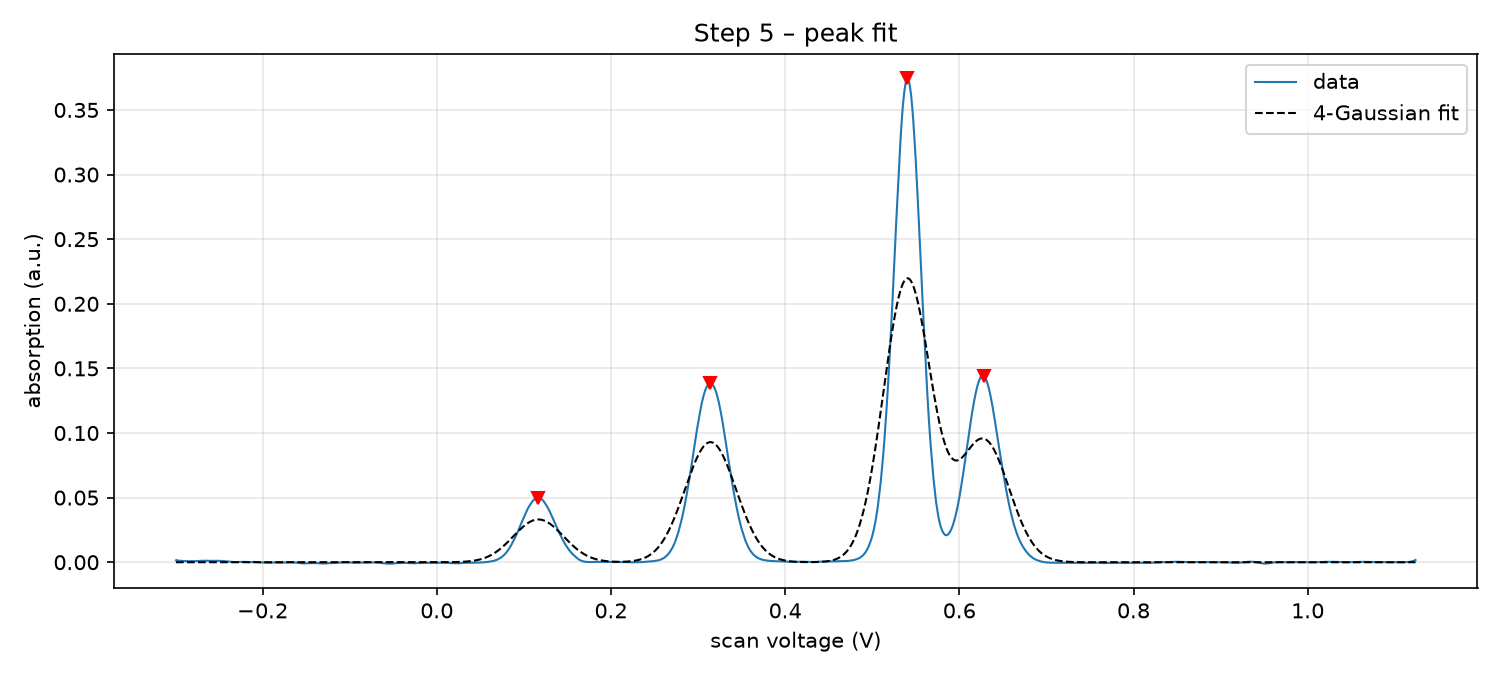 Step 5 – peak fit
data
4-Gaussian fit
absorption (a.u.)
0.35
0.30
0.25
0.20
0.15
0.10
0.05
0.00
−0.2 0.0 0.2 0.4 0.6 0.8 1.0
scan voltage (V)